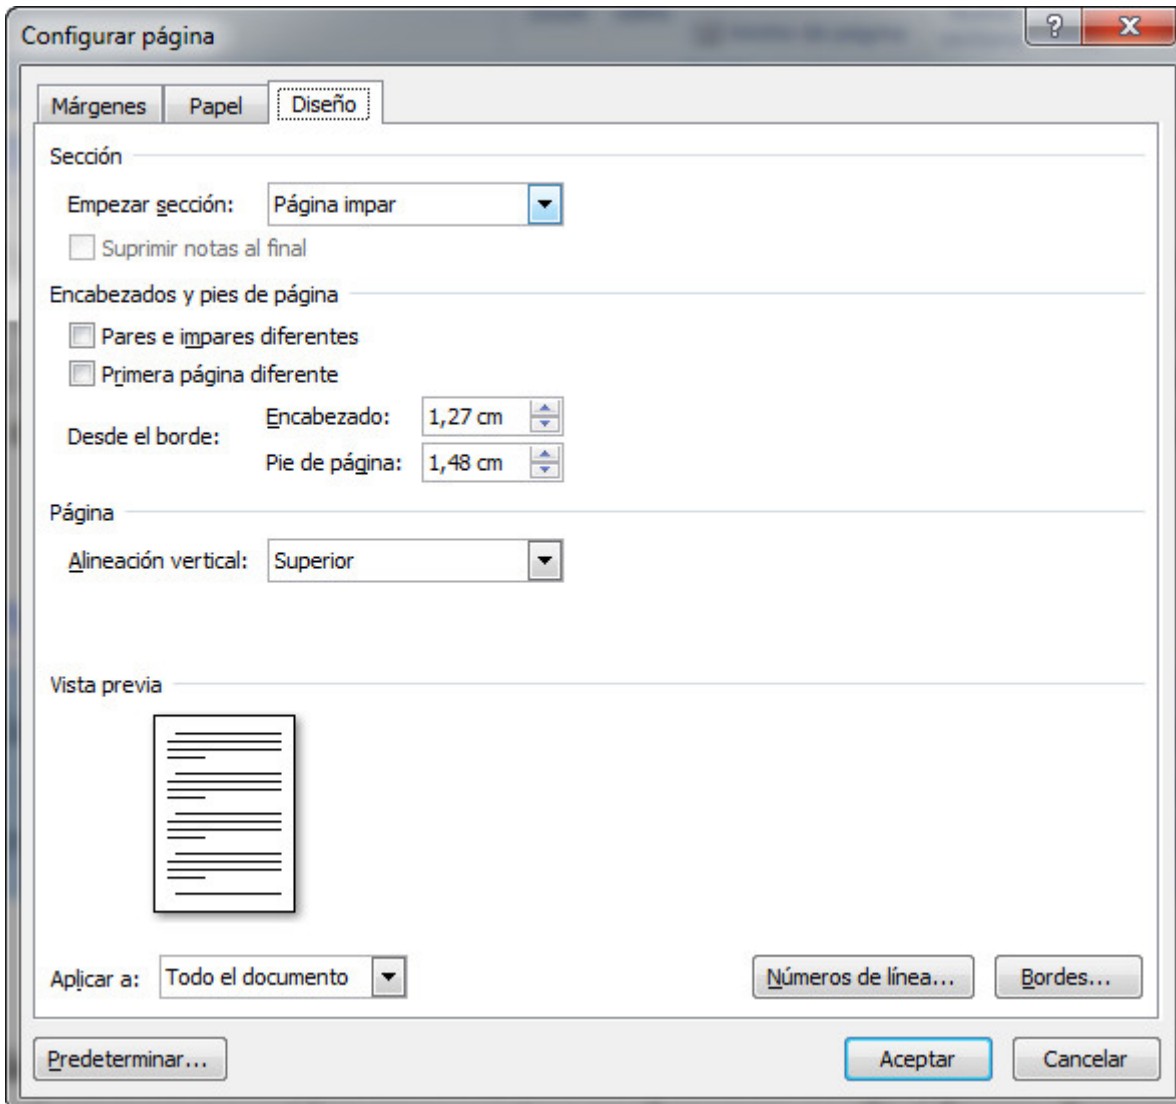 Configurar página
Márgenes Papel Diseño
Sección
Empezar sección: Página impar
Suprimir notas al final
Encabezados y pies de página
Pares e impares diferentes
Primera página diferente
Desde el borde:
Encabezado: 1,27 cm
Pie de página: 1,48 cm
Página
Alineación vertical: Superior
Vista previa
Aplicar a: Todo el documento Números de línea... Bordes...
Predeterminar... Aceptar Cancelar